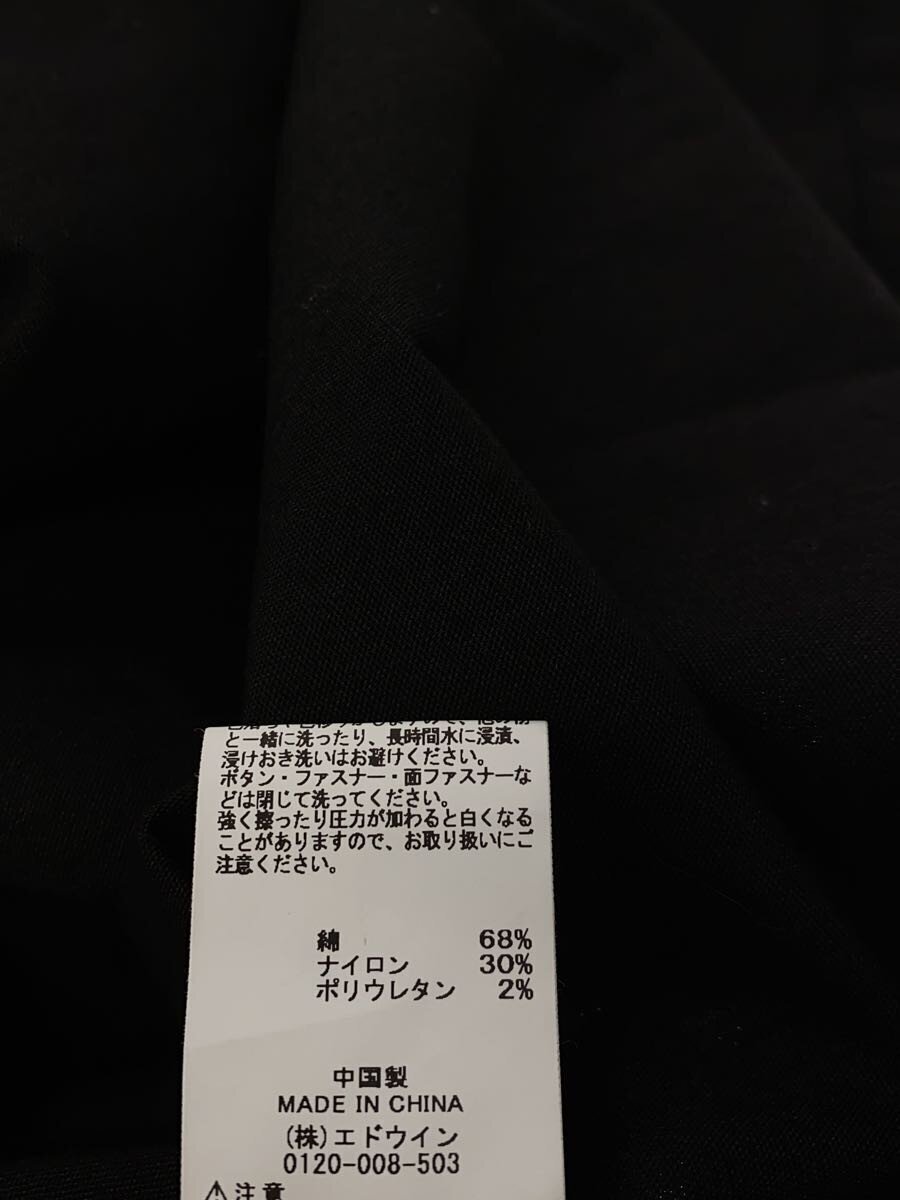 と一緒に洗ったり、長時間水に浸漬、
浸けおき洗いはお避けください。
ボタン・ファスナー・面ファスナーな
どは閉じて洗ってください。
強く擦ったり圧力が加わると白くなる
ことがありますので、お取り扱いにご
注意ください。
綿 68%
ナイロン 30%
ポリウレタン 2%
中国製
MADE IN CHINA
(株)エドウイン
0120-008-503
⚠注意